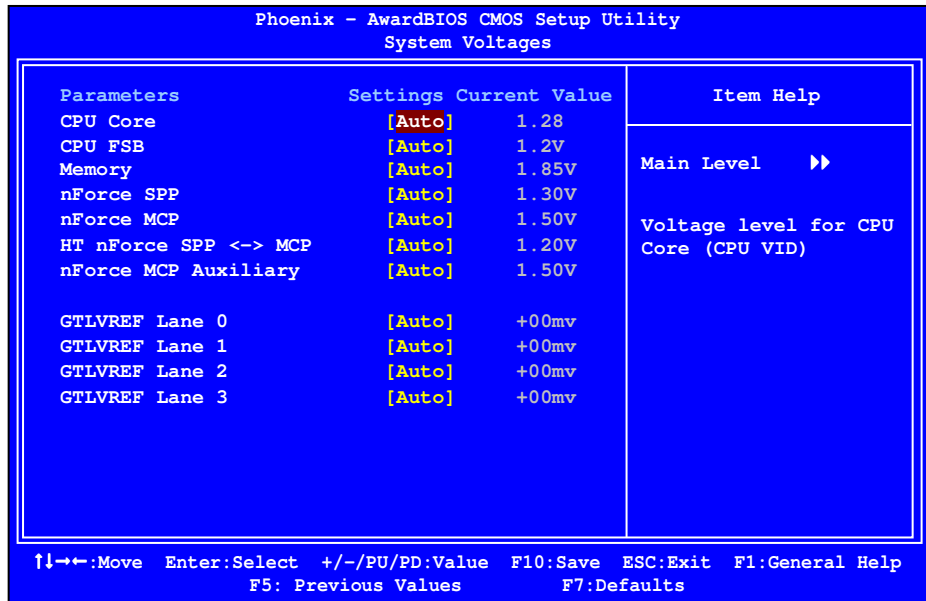 Phoenix - AwardBIOS CMOS Setup Utility
System Voltages
Parameters Settings Current Value
CPU Core [Auto] 1.28
CPU FSB [Auto] 1.2V
Memory [Auto] 1.85V
nForce SPP [Auto] 1.30V
nForce MCP [Auto] 1.50V
HT nForce SPP <-> MCP [Auto] 1.20V
nForce MCP Auxiliary [Auto] 1.50V
GTLVREF Lane 0 [Auto] +00mv
GTLVREF Lane 1 [Auto] +00mv
GTLVREF Lane 2 [Auto] +00mv
GTLVREF Lane 3 [Auto] +00mv
Item Help
Main Level ▶▶
Voltage level for CPU
Core (CPU VID)
↑↓→←:Move Enter:Select +/-/PU/PD:Value F10:Save ESC:Exit F1:General Help
F5: Previous Values F7:Defaults